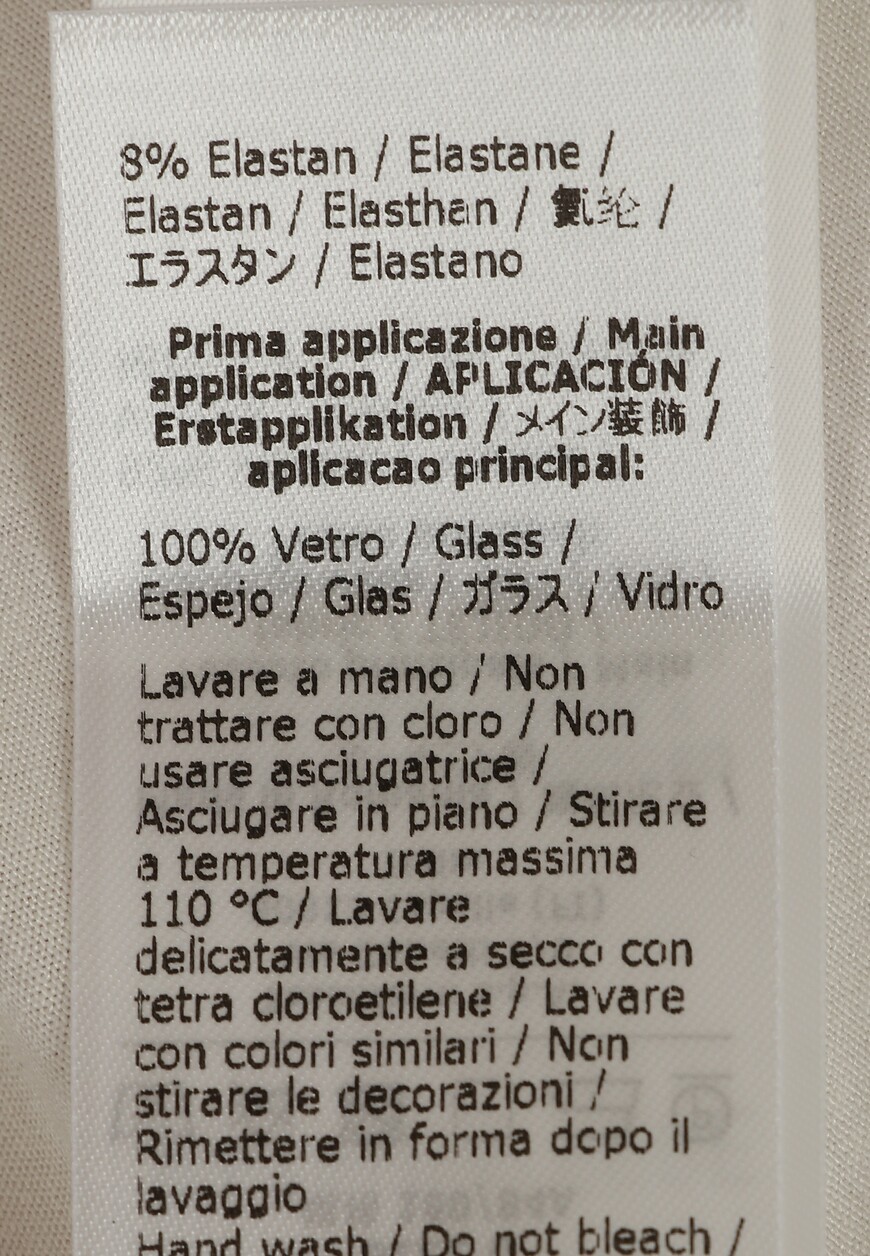 8% Elastan / Elastane /
Elastan / Elasthan / 氨纶 /
エラスタン / Elastano
Prima applicazione / Main
application / APLICACIÓN /
Erstapplikation / メイン装飾 /
aplicacao principal:
100% Vetro / Glass /
Espejo / Glas / ガラス / Vidro
Lavare a mano / Non
trattare con cloro / Non
usare asciugatrice /
Asciugare in piano / Stirare
a temperatura massima
110 °C / Lavare
delicatamente a secco con
tetra cloroetilene / Lavare
con colori similari / Non
stirare le decorazioni /
Rimettere in forma dopo il
lavaggio
Hand wash / Do not bleach /